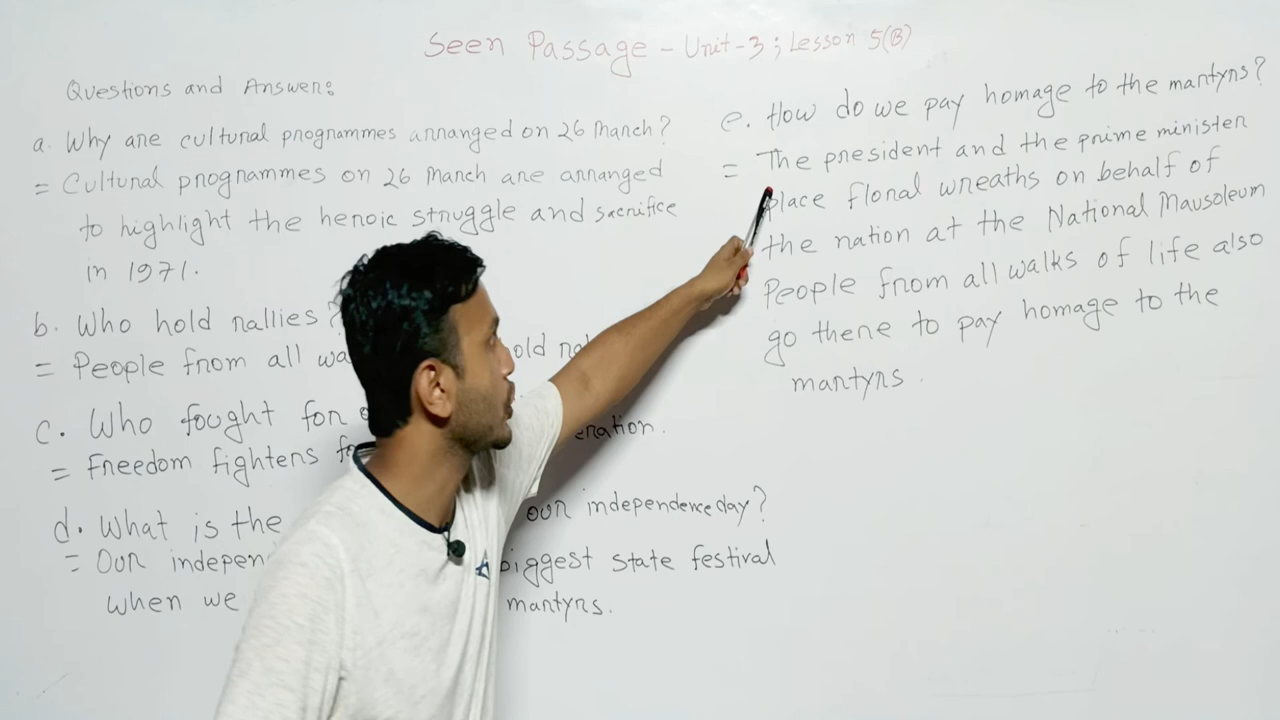 Seen Passage - Unit-3; Lesson 5(B)
Questions and Answer:
a. Why are cultural programmes arranged on 26 March?
= Cultural programmes on 26 March are arranged
to highlight the heroic struggle and sacrifice
in 1971.
b. Who hold rallies?
= People from all
c. Who fought for
= Freedom fighters
d. What is the our independence day?
= Our biggest state festival
when we martyrs.
e. How do we pay homage to the martyrs?
= The president and the prime minister
place floral wreaths on behalf of
the nation at the National Mausoleum
People from all walks of life also
go there to pay homage to the
martyrs.